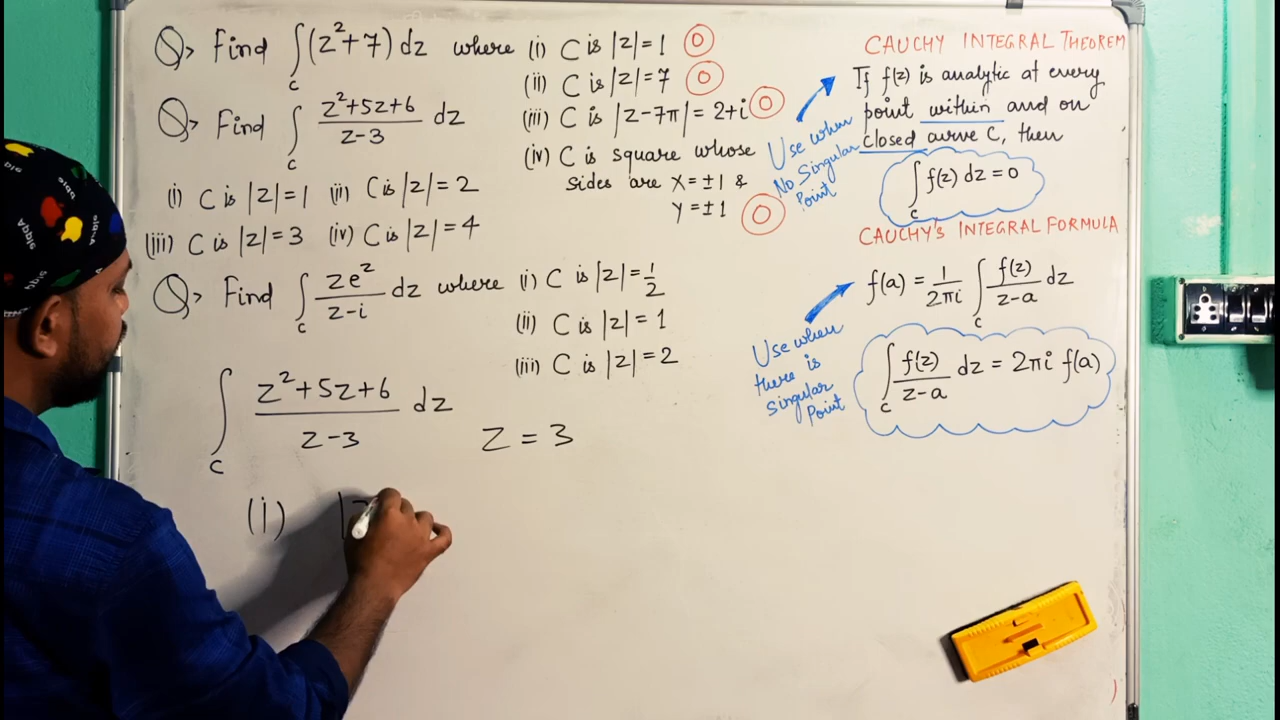 Q> Find ∫_C (z²+7) dz where (i) C is |z|=1 0
(ii) C is |z|=7 0
(iii) C is |z-7π| = 2+i 0
(iv) C is square whose
sides are x=±1 &
y=±1 0
Q> Find ∫_C (z²+5z+6)/(z-3) dz
(i) C is |z|=1 (ii) C is |z|=2
(iii) C is |z|=3 (iv) C is |z|=4
Q> Find ∫_C ze²/(z-i) dz where (i) C is |z|=1/2
(ii) C is |z|=1
(iii) C is |z|=2
∫_C (z²+5z+6)/(z-3) dz z=3
(i)
CAUCHY INTEGRAL THEOREM
If f(z) is analytic at every
point within and on
closed curve C, then
∫_C f(z) dz=0
Use when
No Singular
Point
CAUCHY'S INTEGRAL FORMULA
f(a) = 1/(2πi) ∫_C f(z)/(z-a) dz
Use when
there is
singular
Point
∫_C f(z)/(z-a) dz = 2πi f(a)